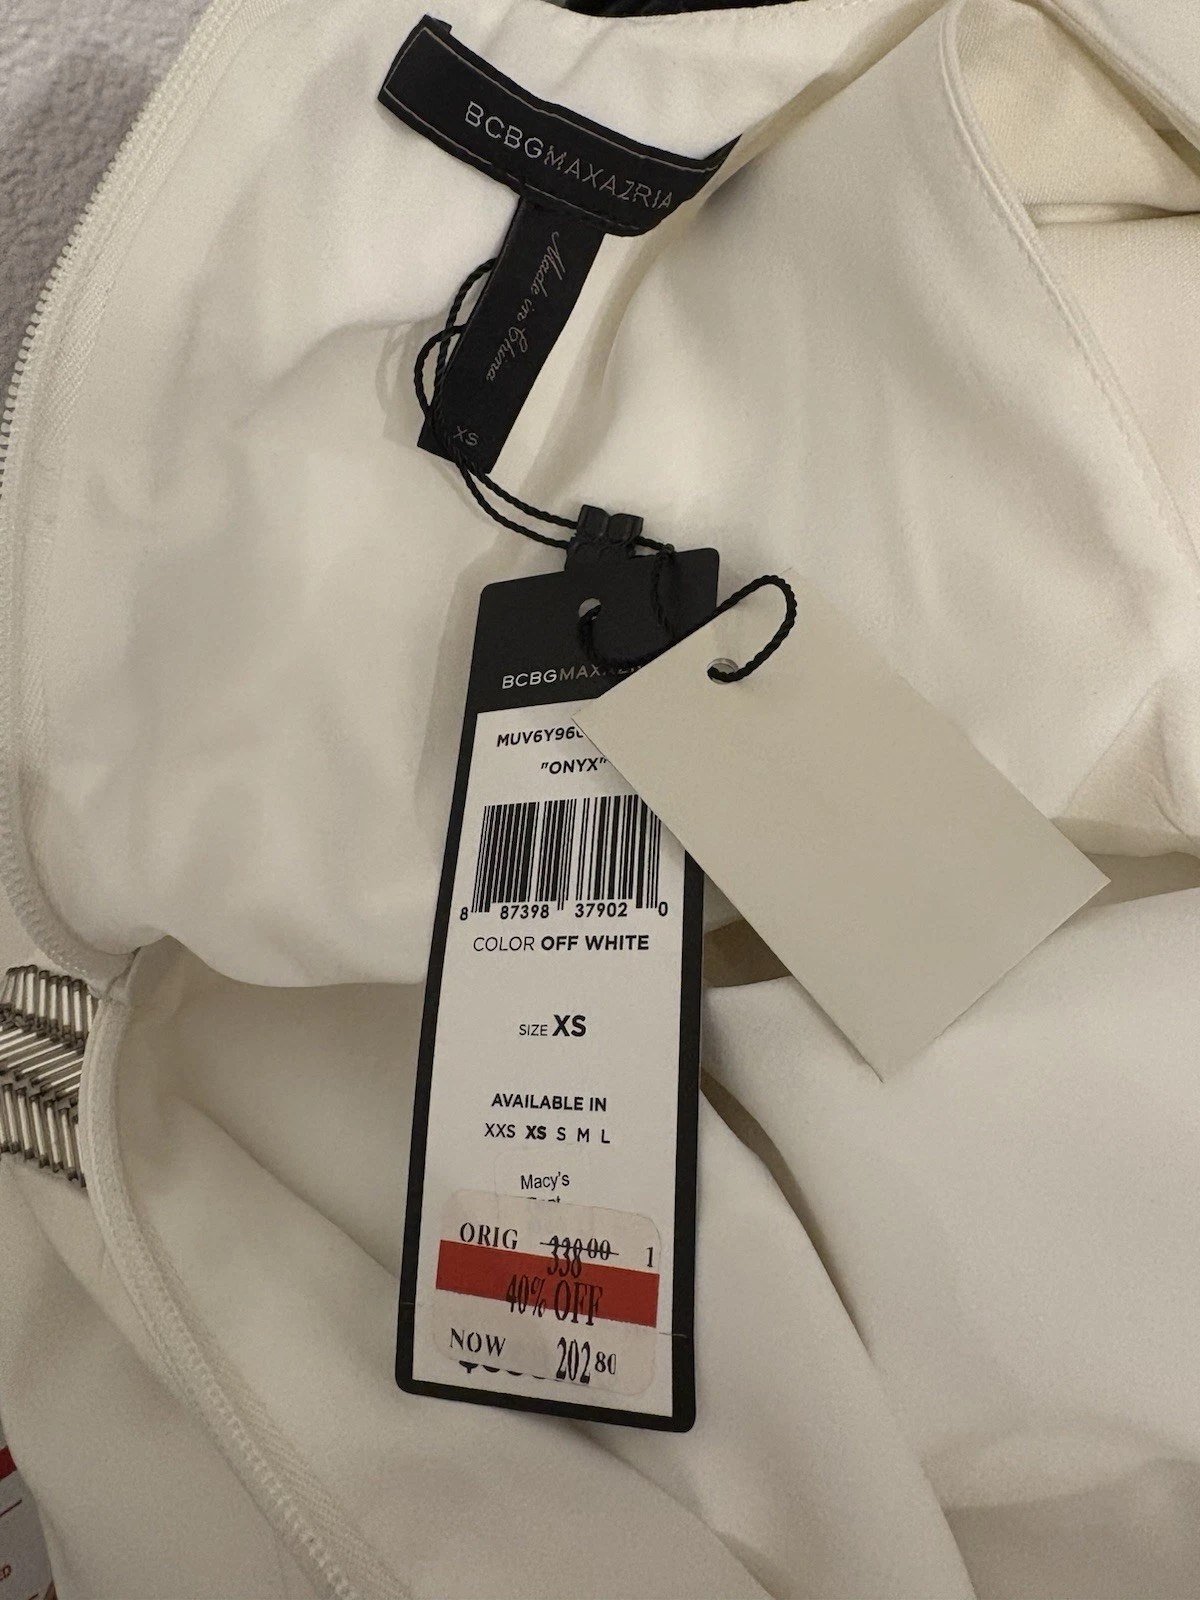 BCBGMAXAZRIA
Made in China
XS
MUV6Y96
"ONYX"
8 87398 37902 0
COLOR OFF WHITE
SIZE XS
AVAILABLE IN
XXS XS S M L
Macy's
ORIG 338 00 1
40% OFF
NOW 202 80